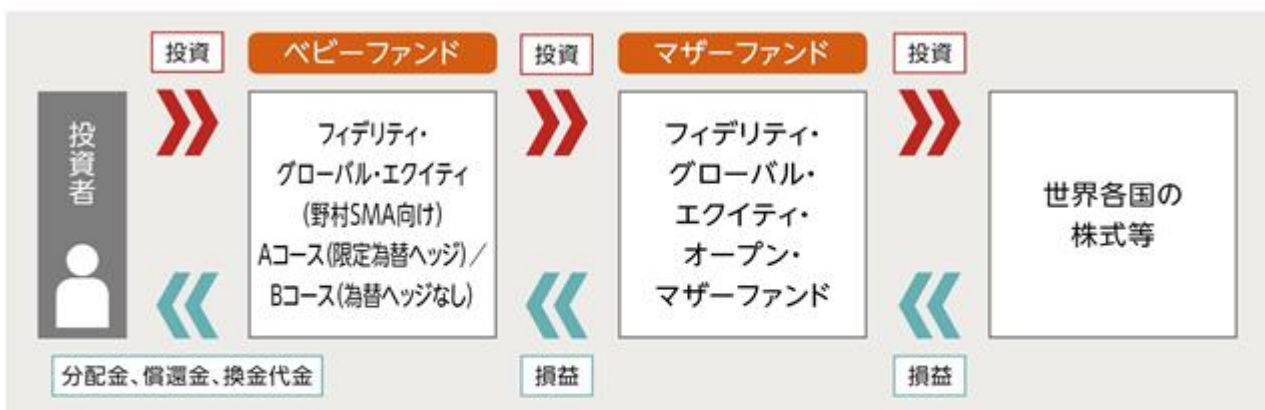 投資
ベビーファンド
投資
マザーファンド
投資
投資者
フィデリティ・
グローバル・エクイティ
(野村SMA向け)
Aコース(限定為替ヘッジ)／
Bコース(為替ヘッジなし)
フィデリティ・
グローバル・
エクイティ・
オープン・
マザーファンド
世界各国の
株式等
分配金、償還金、換金代金
損益
損益